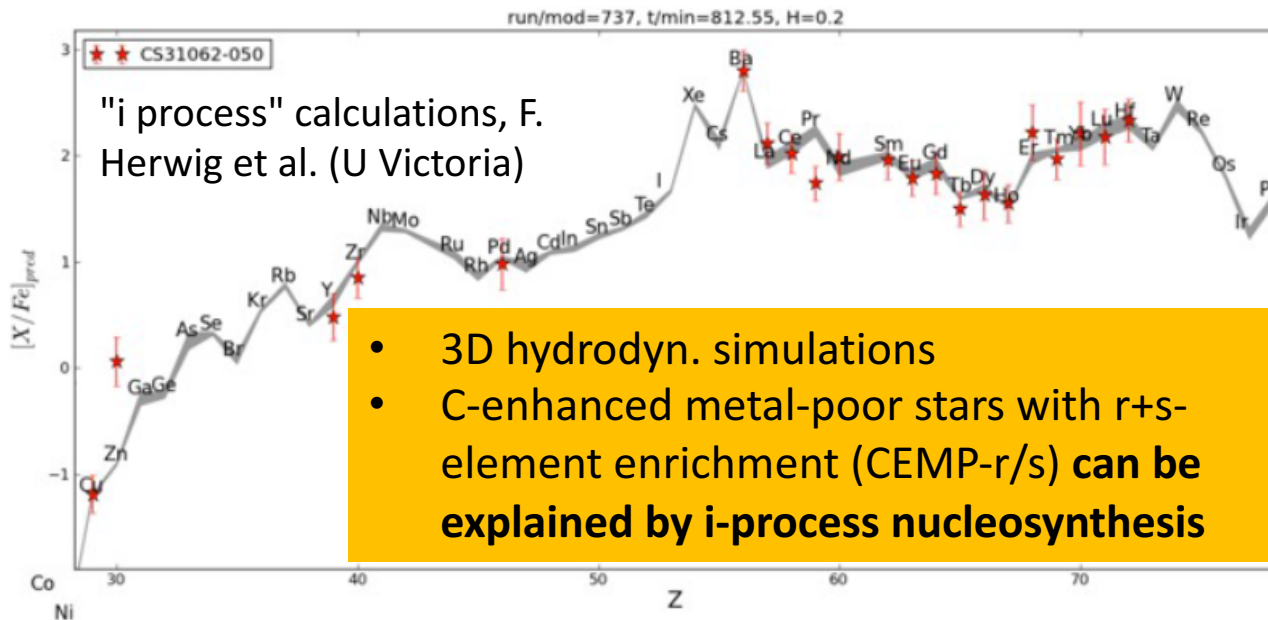 run/mod=737, t/min=812.55, H=0.2
CS31062-050
"i process" calculations, F.
Herwig et al. (U Victoria)
[X/Fe]pred
3
2
1
0
−1
Co
Ni
Cu
Zn
Ga
Ge
As
Se
Br
Kr
Rb
Sr
Y
Zr
Nb
Mo
Ru
Rh
Pd
Ag
Cd
In
Sn
Sb
Te
I
Xe
Cs
Ba
La
Ce
Pr
Nd
Sm
Eu
Gd
Tb
Dy
Ho
Er
Tm
Yb
Lu
Hf
Ta
W
Re
Os
Ir
P
• 3D hydrodyn. simulations
• C-enhanced metal-poor stars with r+s-
element enrichment (CEMP-r/s) can be
explained by i-process nucleosynthesis
30 40 50 60 70
Z